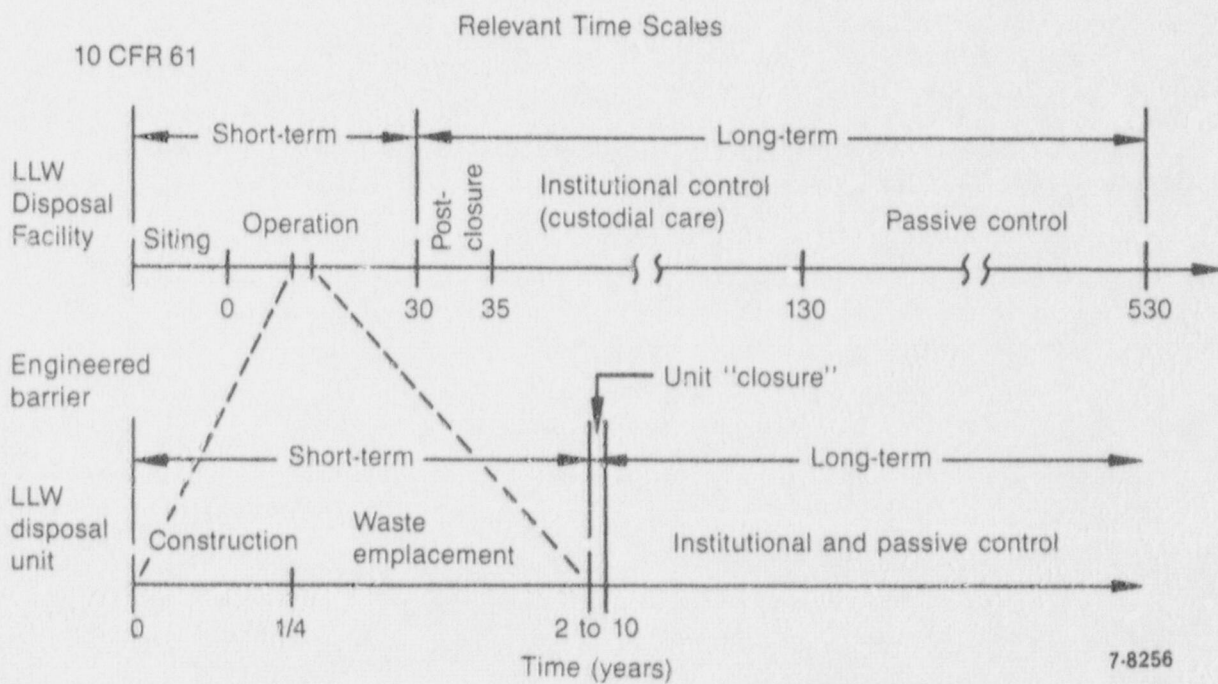 Relevant Time Scales
10 CFR 61
Short-term
Long-term
LLW
Disposal
Facility
Siting
Operation
Post-
closure
Institutional control
(custodial care)
Passive control
0
30
35
130
530
Engineered
barrier
Unit "closure"
Short-term
Long-term
LLW
disposal
unit
Construction
Waste
emplacement
Institutional and passive control
0
1/4
2 to 10
Time (years)
7-8256